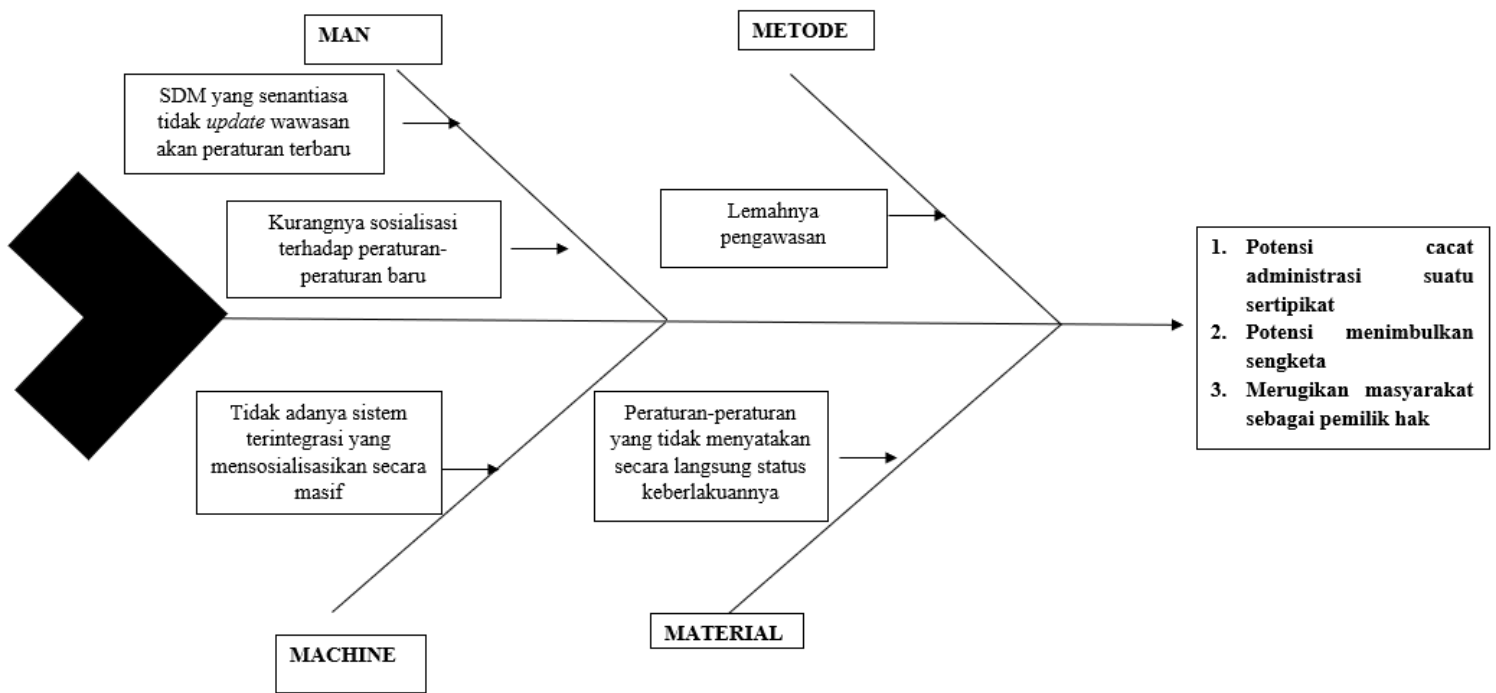 MAN
METODE
SDM yang senantiasa
tidak update wawasan
akan peraturan terbaru
Kurangnya sosialisasi
terhadap peraturan-
peraturan baru
Lemahnya
pengawasan
1. Potensi cacat
administrasi suatu
sertipikat
2. Potensi menimbulkan
sengketa
3. Merugikan masyarakat
sebagai pemilik hak
Tidak adanya sistem
terintegrasi yang
mensosialisasikan secara
masif
Peraturan-peraturan
yang tidak menyatakan
secara langsung status
keberlakuannya
MACHINE
MATERIAL